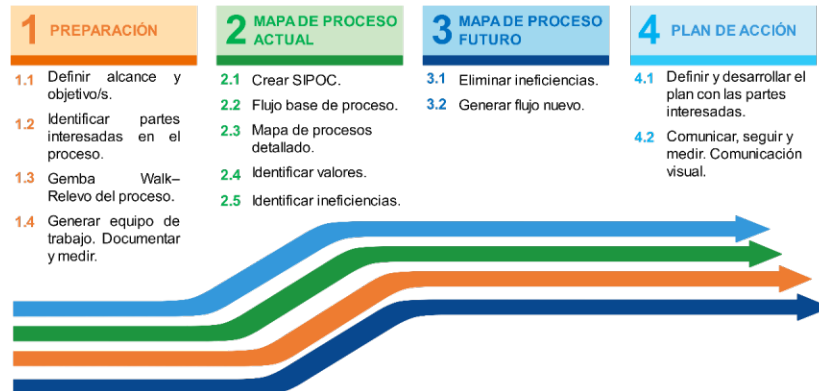 1 PREPARACIÓN
1.1 Definir alcance y
objetivo/s.
1.2 Identificar partes
interesadas en el
proceso.
1.3 Gemba Walk–
Relevo del proceso.
1.4 Generar equipo de
trabajo. Documentar
y medir.
2 MAPA DE PROCESO
ACTUAL
2.1 Crear SIPOC.
2.2 Flujo base de proceso.
2.3 Mapa de procesos
detallado.
2.4 Identificar valores.
2.5 Identificar ineficiencias.
3 MAPA DE PROCESO
FUTURO
3.1 Eliminar ineficiencias.
3.2 Generar flujo nuevo.
4 PLAN DE ACCIÓN
4.1 Definir y desarrollar el
plan con las partes
interesadas.
4.2 Comunicar, seguir y
medir. Comunicación
visual.